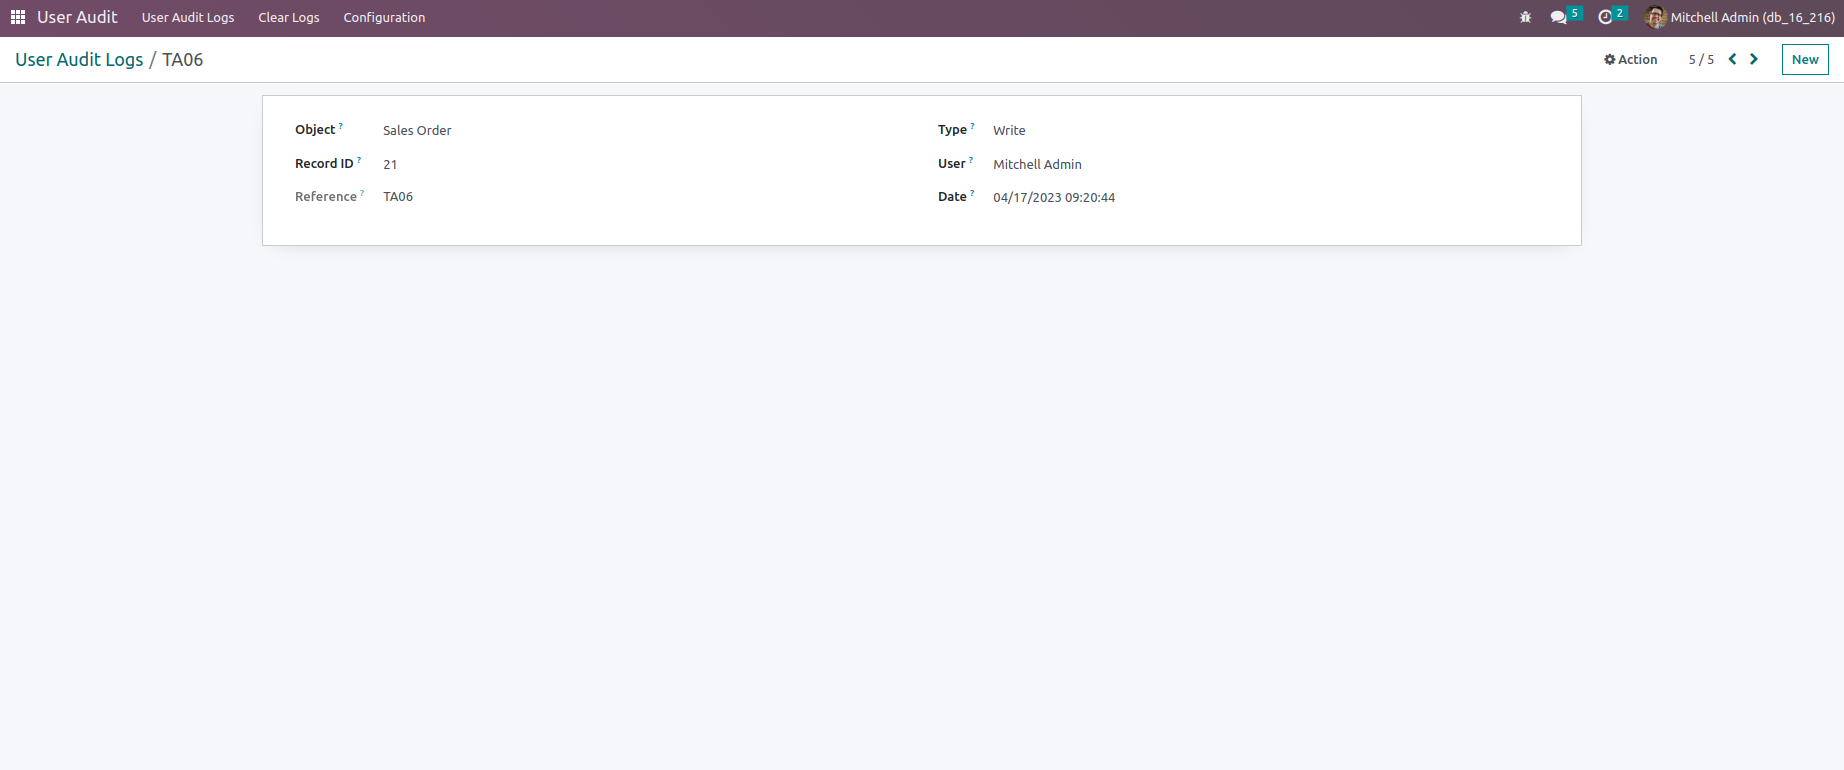 User Audit User Audit Logs Clear Logs Configuration 5 2 Mitchell Admin (db_16_216)
User Audit Logs / TA06 Action 5 / 5 New
Object ? Sales Order Type ? Write
Record ID ? 21 User ? Mitchell Admin
Reference ? TA06 Date ? 04/17/2023 09:20:44